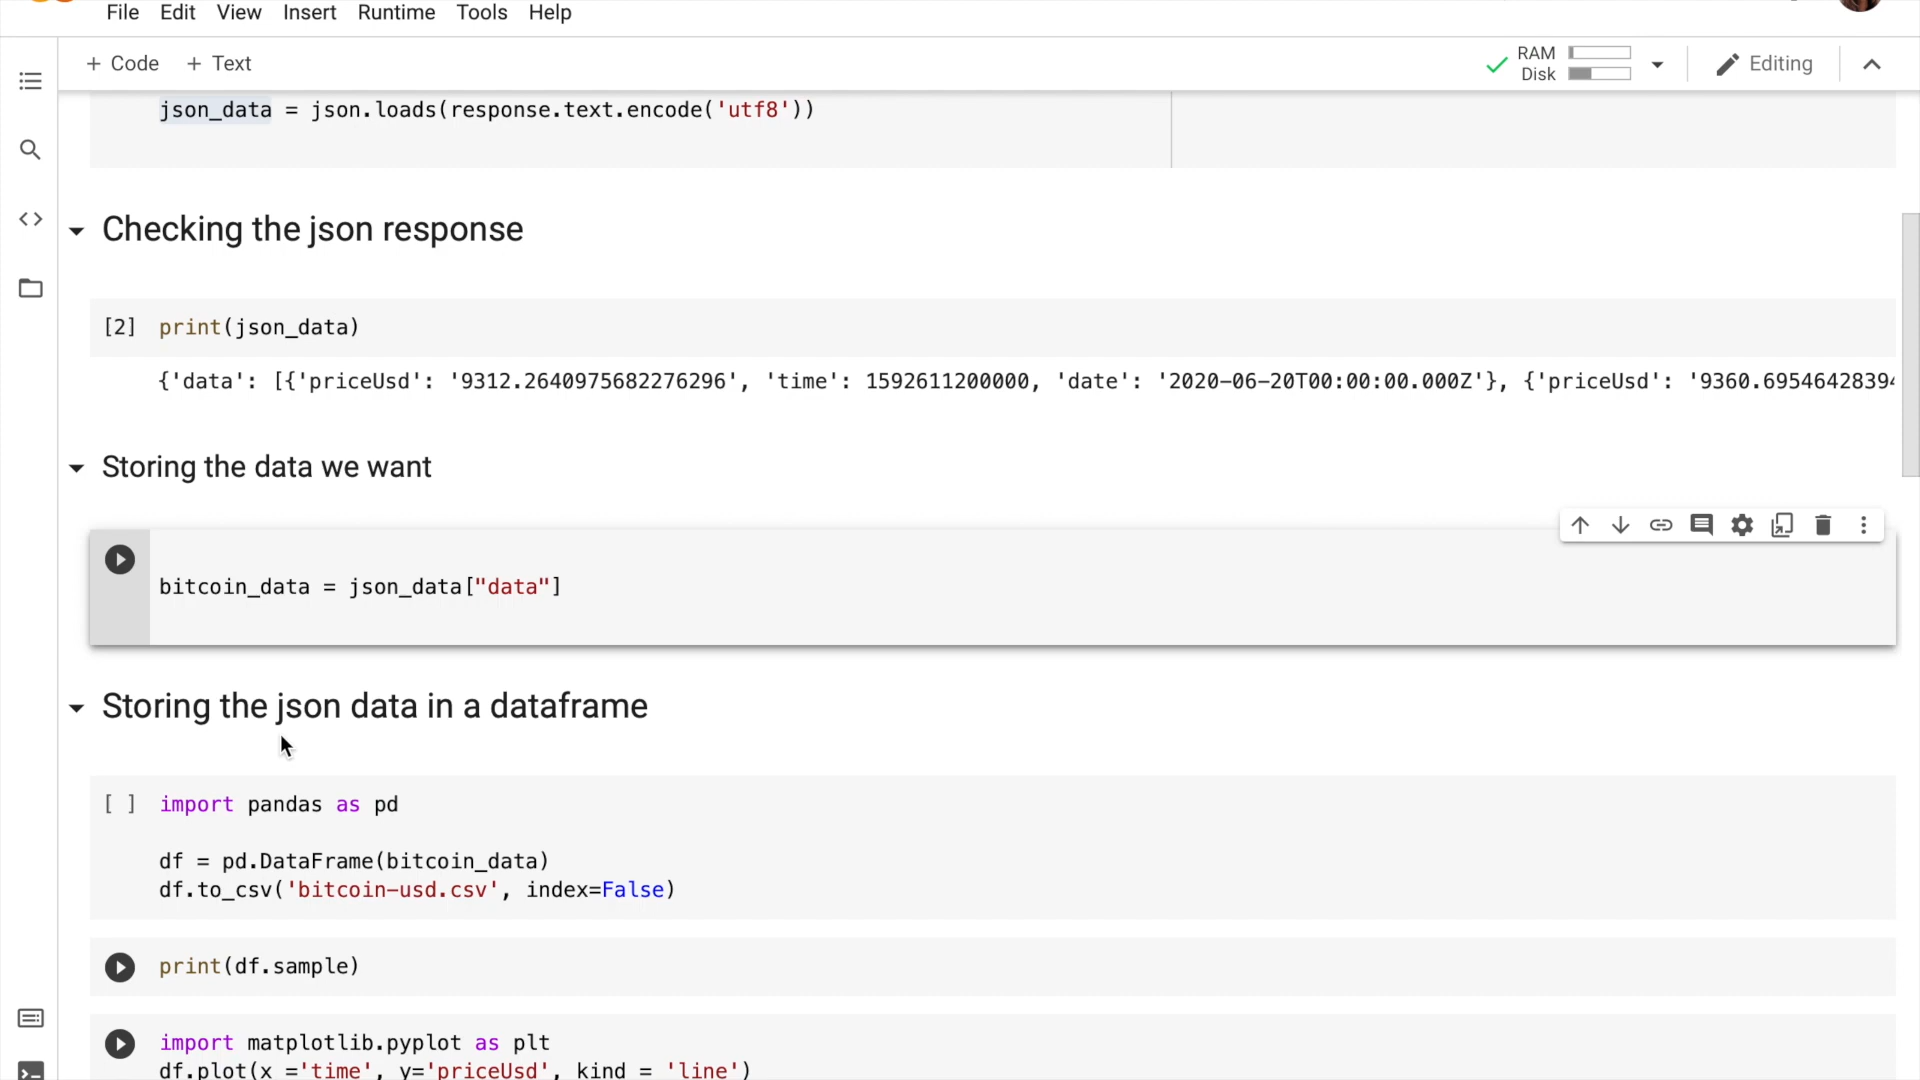 File Edit View Insert Runtime Tools Help
+ Code + Text
RAM
Disk
Editing
json_data = json.loads(response.text.encode('utf8'))
Checking the json response
[2] print(json_data)
{'data': [{'priceUsd': '9312.2640975682276296', 'time': 1592611200000, 'date': '2020-06-20T00:00:00.000Z'}, {'priceUsd': '9360.6954642839
Storing the data we want
bitcoin_data = json_data["data"]
Storing the json data in a dataframe
[ ] import pandas as pd
df = pd.DataFrame(bitcoin_data)
df.to_csv('bitcoin-usd.csv', index=False)
print(df.sample)
import matplotlib.pyplot as plt
df.plot(x ='time', y='priceUsd', kind = 'line')